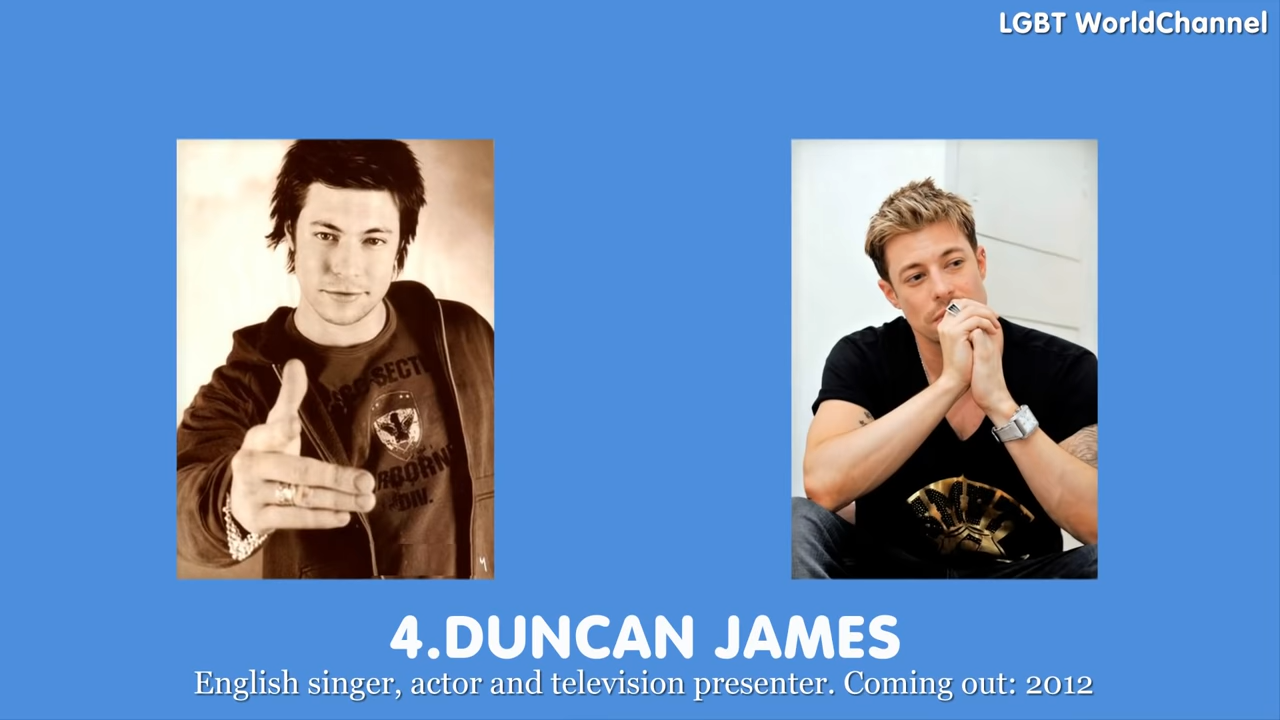 LGBT WorldChannel
4.DUNCAN JAMES
English singer, actor and television presenter. Coming out: 2012